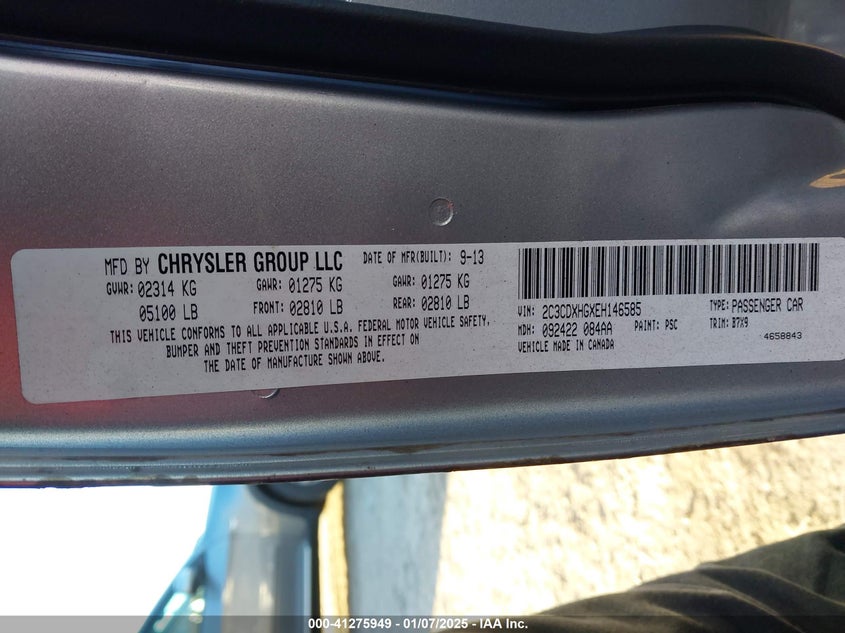 MFD BY CHRYSLER GROUP LLC DATE OF MFR(BUILT): 9-13
GVWR: 02314 KG GAWR: 01275 KG GAWR: 01275 KG
05100 LB FRONT: 02810 LB REAR: 02810 LB
THIS VEHICLE CONFORMS TO ALL APPLICABLE U.S.A. FEDERAL MOTOR VEHICLE SAFETY,
BUMPER AND THEFT PREVENTION STANDARDS IN EFFECT ON
THE DATE OF MANUFACTURE SHOWN ABOVE.
VIN: 2C3CDXHGXEH146585 TYPE: PASSENGER CAR
MDH: 092422 084AA PAINT: PSC TRIM: B7X9
VEHICLE MADE IN CANADA 4658843
000-41275949 - 01/07/2025 - IAA Inc.